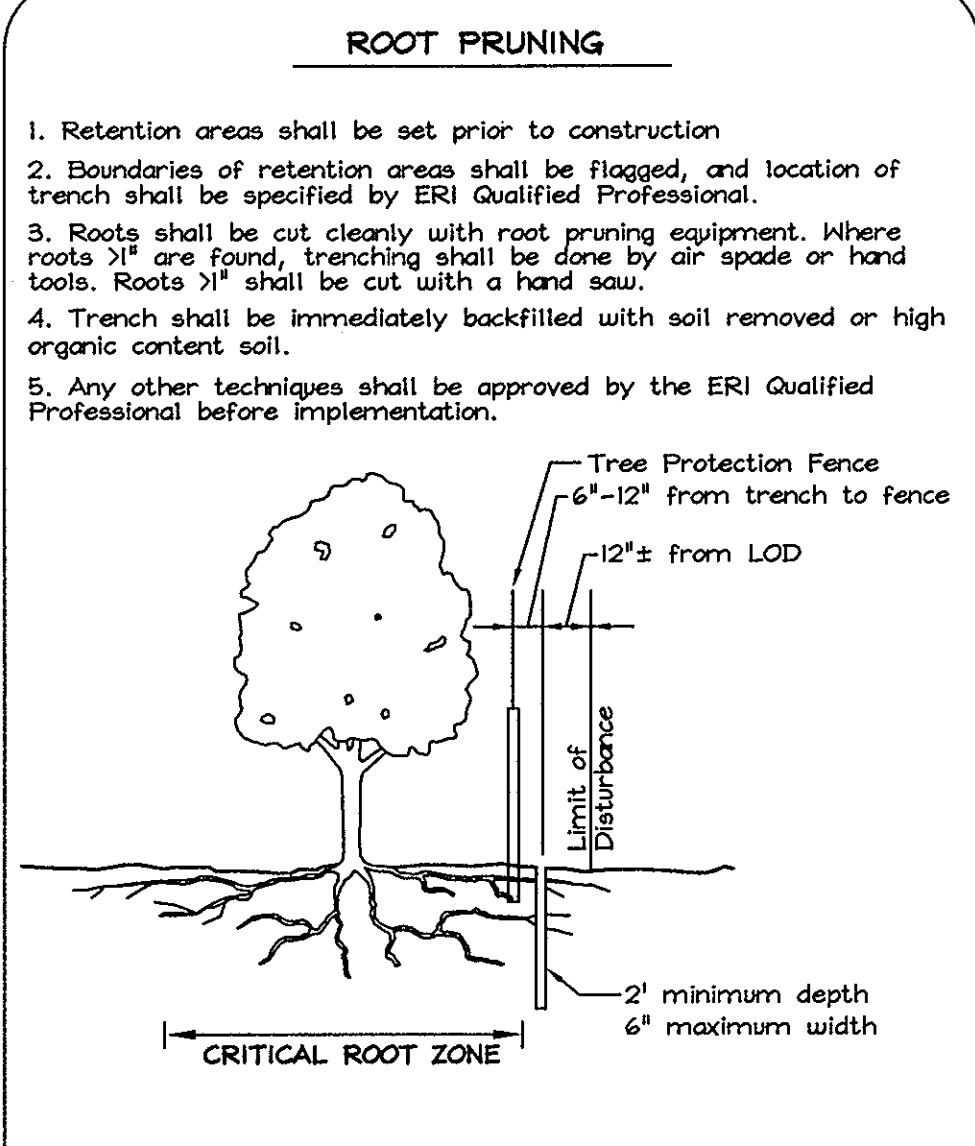 ROOT PRUNING
1. Retention areas shall be set prior to construction
2. Boundaries of retention areas shall be flagged, and location of
trench shall be specified by ERI Qualified Professional.
3. Roots shall be cut cleanly with root pruning equipment. Where
roots >1" are found, trenching shall be done by air spade or hand
tools. Roots >1" shall be cut with a hand saw.
4. Trench shall be immediately backfilled with soil removed or high
organic content soil.
5. Any other techniques shall be approved by the ERI Qualified
Professional before implementation.
Tree Protection Fence
6"-12" from trench to fence
12"± from LOD
Limit of
Disturbance
2' minimum depth
6" maximum width
CRITICAL ROOT ZONE